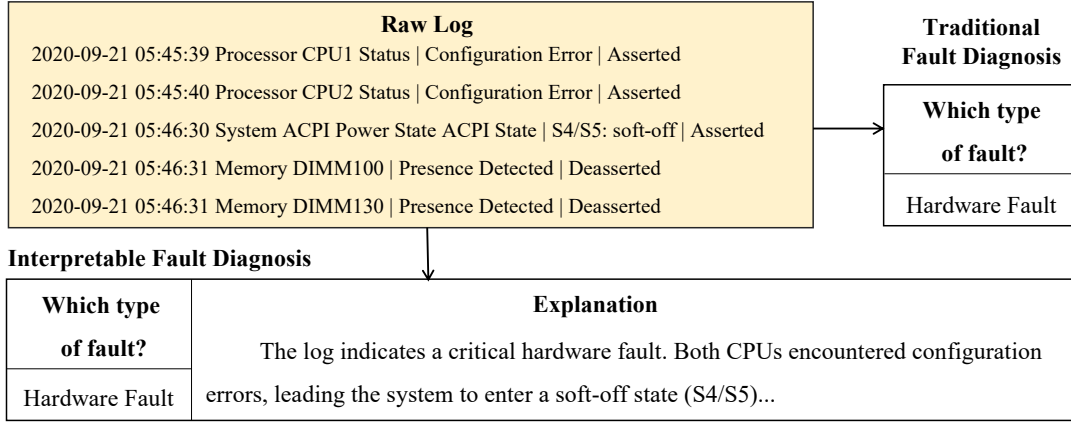 Raw Log
2020-09-21 05:45:39 Processor CPU1 Status | Configuration Error | Asserted
2020-09-21 05:45:40 Processor CPU2 Status | Configuration Error | Asserted
2020-09-21 05:46:30 System ACPI Power State ACPI State | S4/S5: soft-off | Asserted
2020-09-21 05:46:31 Memory DIMM100 | Presence Detected | Deasserted
2020-09-21 05:46:31 Memory DIMM130 | Presence Detected | Deasserted
Traditional
Fault Diagnosis
Which type
of fault?
Hardware Fault
Interpretable Fault Diagnosis
Which type
of fault?
Hardware Fault
Explanation
The log indicates a critical hardware fault. Both CPUs encountered configuration
errors, leading the system to enter a soft-off state (S4/S5)...